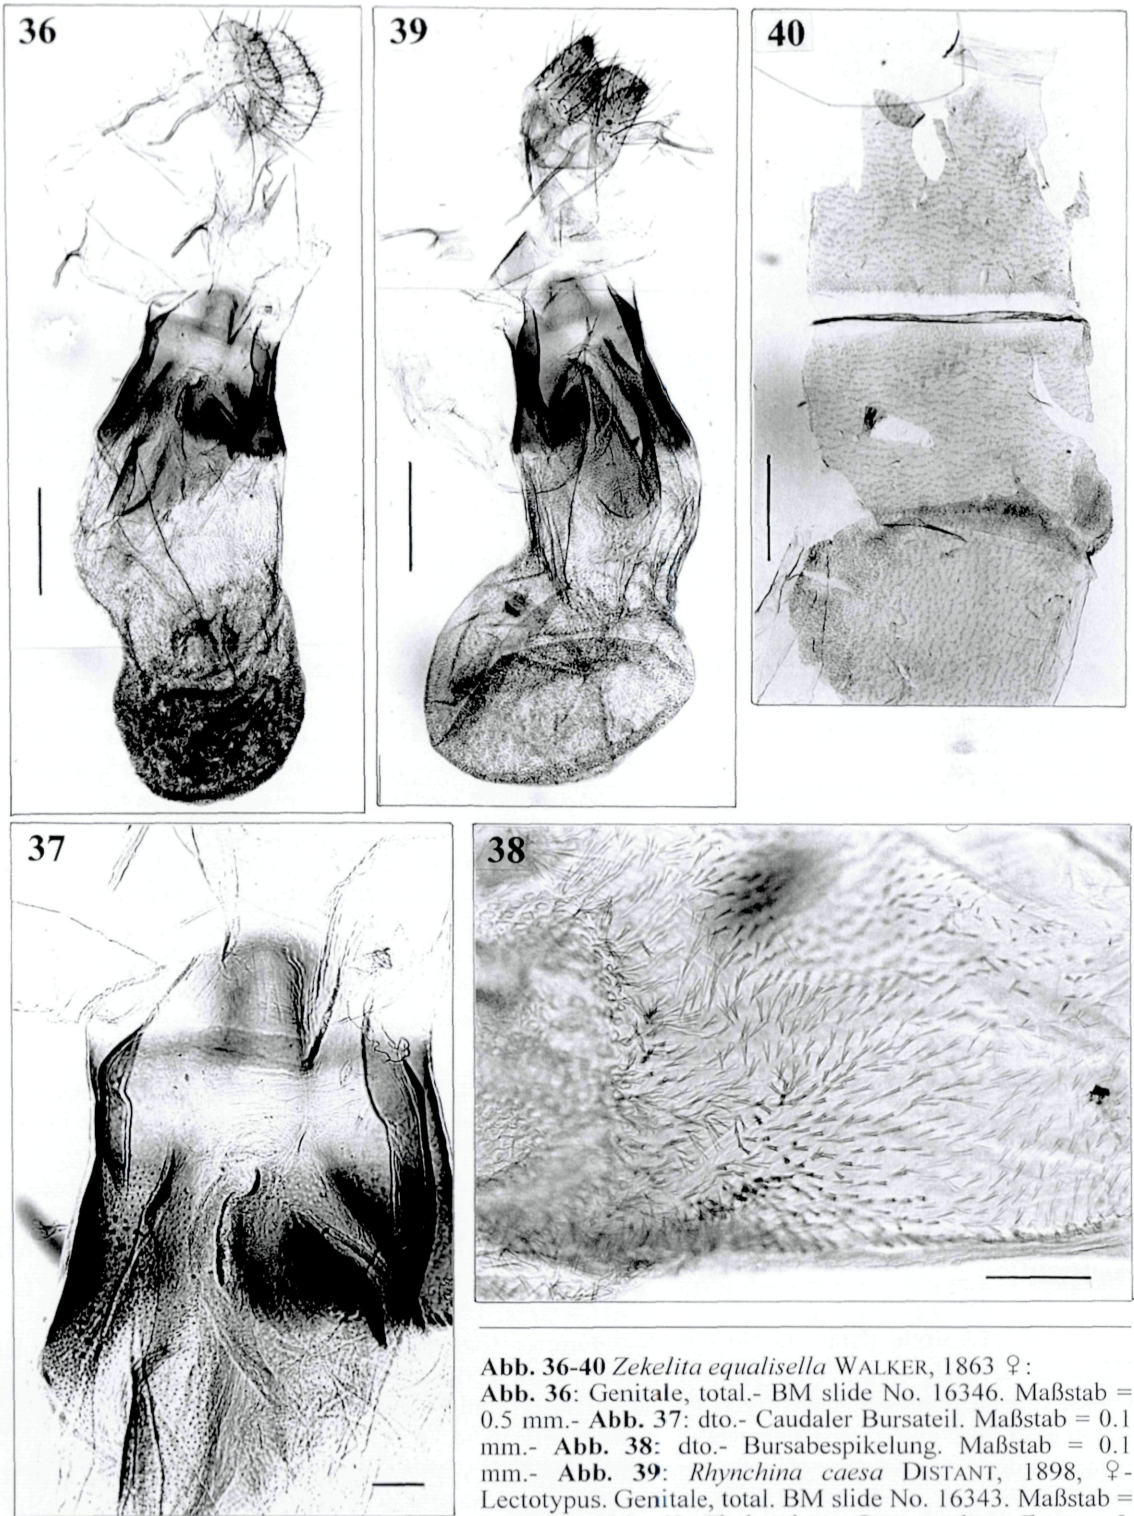 36
39
40
37
38
Abb. 36-40 Zekelita equalisella WALKER, 1863 ♀:
Abb. 36: Genitale, total.- BM slide No. 16346. Maßstab =
0.5 mm.- Abb. 37: dto.- Caudaler Bursateil. Maßstab = 0.1
mm.- Abb. 38: dto.- Bursabespikelung. Maßstab = 0.1
mm.- Abb. 39: Rhynchina caesa DISTANT, 1898, ♀-
Lectotypus. Genitale, total. BM slide No. 16343. Maßstab =